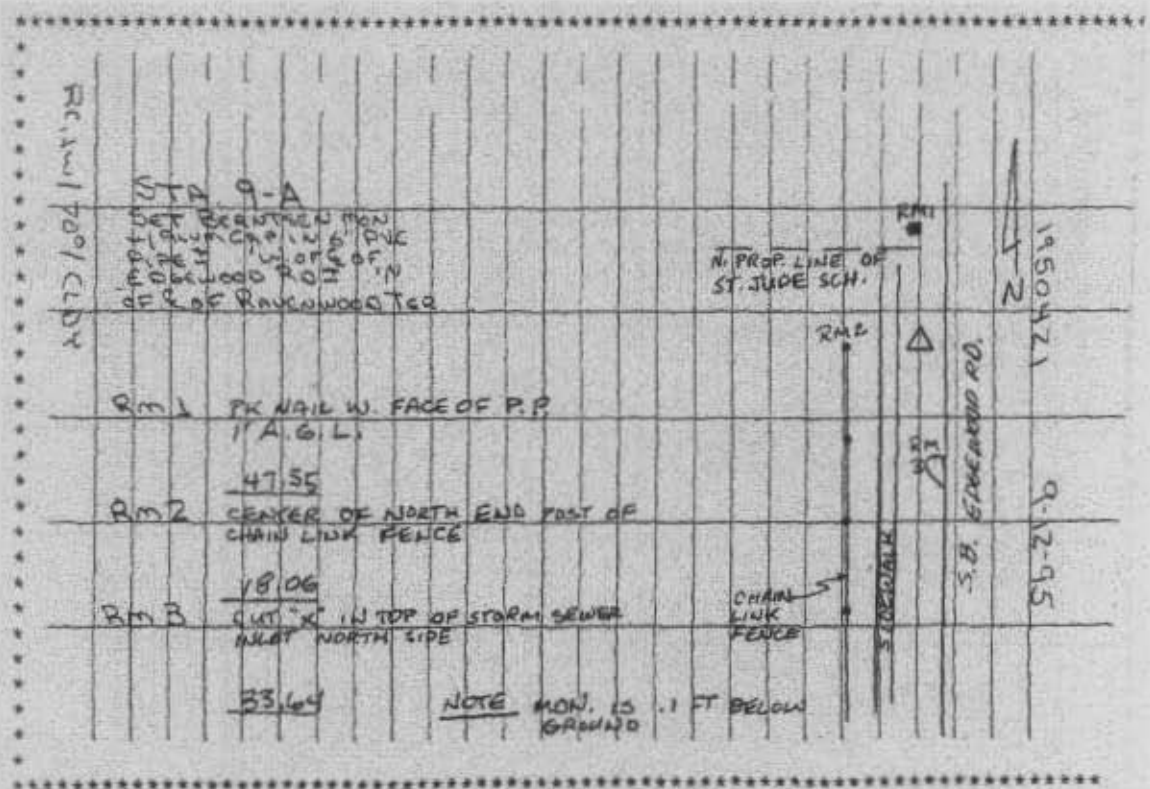 STA 9-A
EDGEWOOD RD. N.
OF ℄ OF RAVENWOOD TER
RM 1 PK NAIL W. FACE OF P.P.
1' A.G.L.
47.55
RM 2 CENTER OF NORTH END POST OF
CHAIN LINK FENCE
18.06
RM 3 CUT "X" IN TOP OF STORM SEWER
INLET NORTH SIDE
33.64
NOTE MON. IS .1 FT BELOW
GROUND
RM1
N. PROP. LINE OF
ST. JUDE SCH.
RM2
RM 3
CHAIN
LINK
FENCE
SIDEWALK
S.B. EDGEWOOD RD.
N
1950421 9-12-95